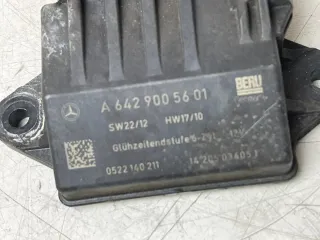 BERU
A 642 900 56 01
SW22/12 HW17/10
Glühzeitendstufe
0522 140 211